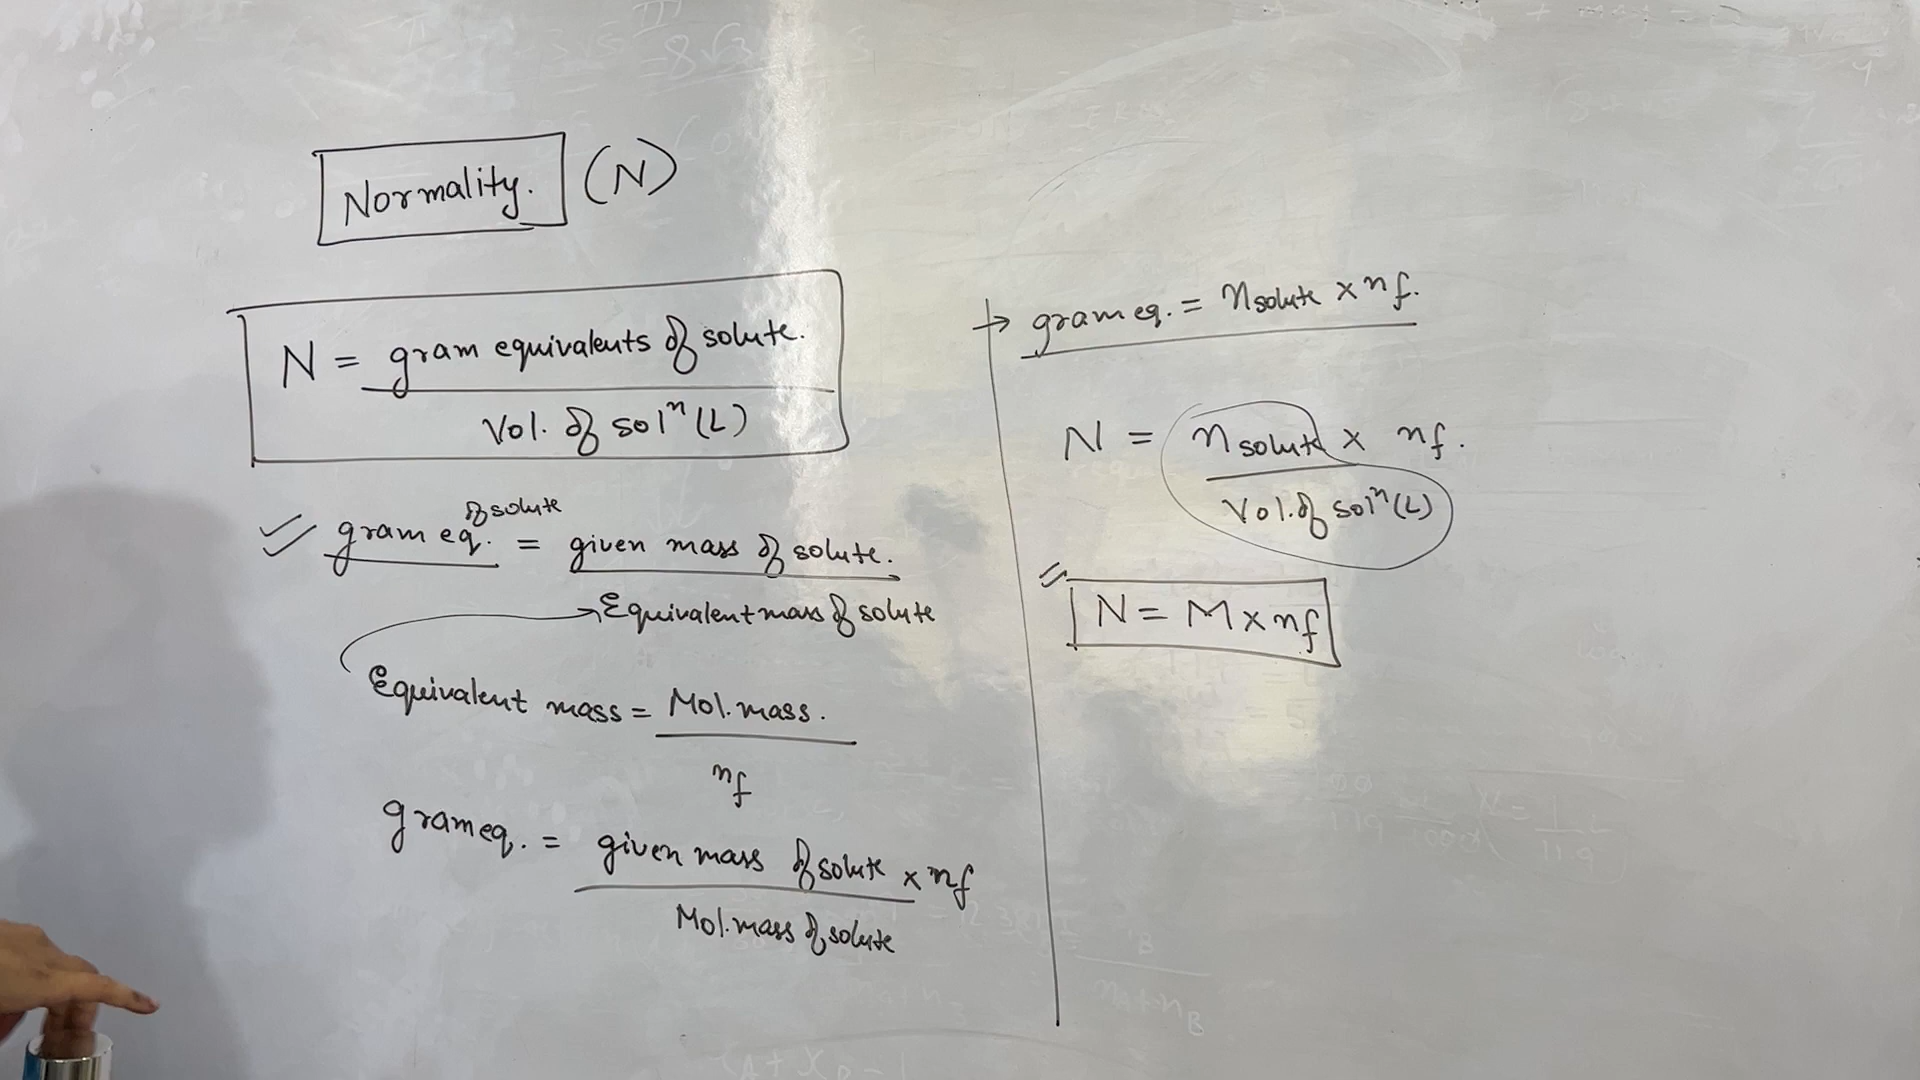 Normality. (N)
N = gram equivalents of solute.
Vol. of solⁿ (L)
gram eq. of solute = given mass of solute.
Equivalent mass of solute
Equivalent mass = Mol. mass.
nf
gram eq. = given mass of solute × nf
Mol. mass of solute
→ gram eq. = nsolute × nf.
N = nsolute × nf.
Vol. of solⁿ (L)
N = M × nf